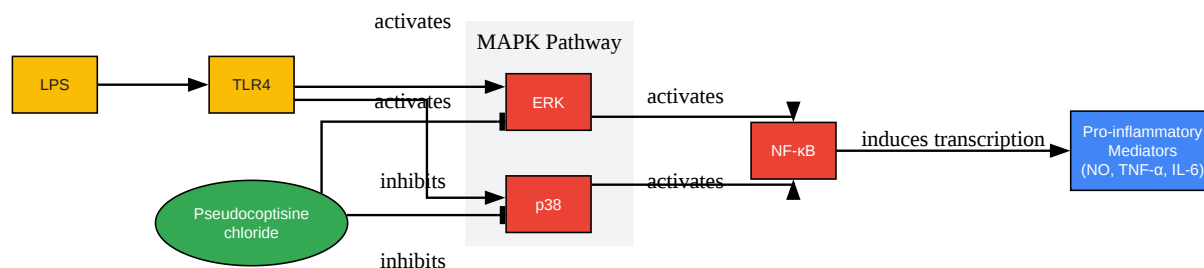 activates
MAPK Pathway
LPS
TLR4
ERK
activates
activates
NF-κB
induces transcription
Pro-inflammatory
Mediators
(NO, TNF-α, IL-6)
inhibits
activates
p38
Pseudocoptisine
chloride
inhibits